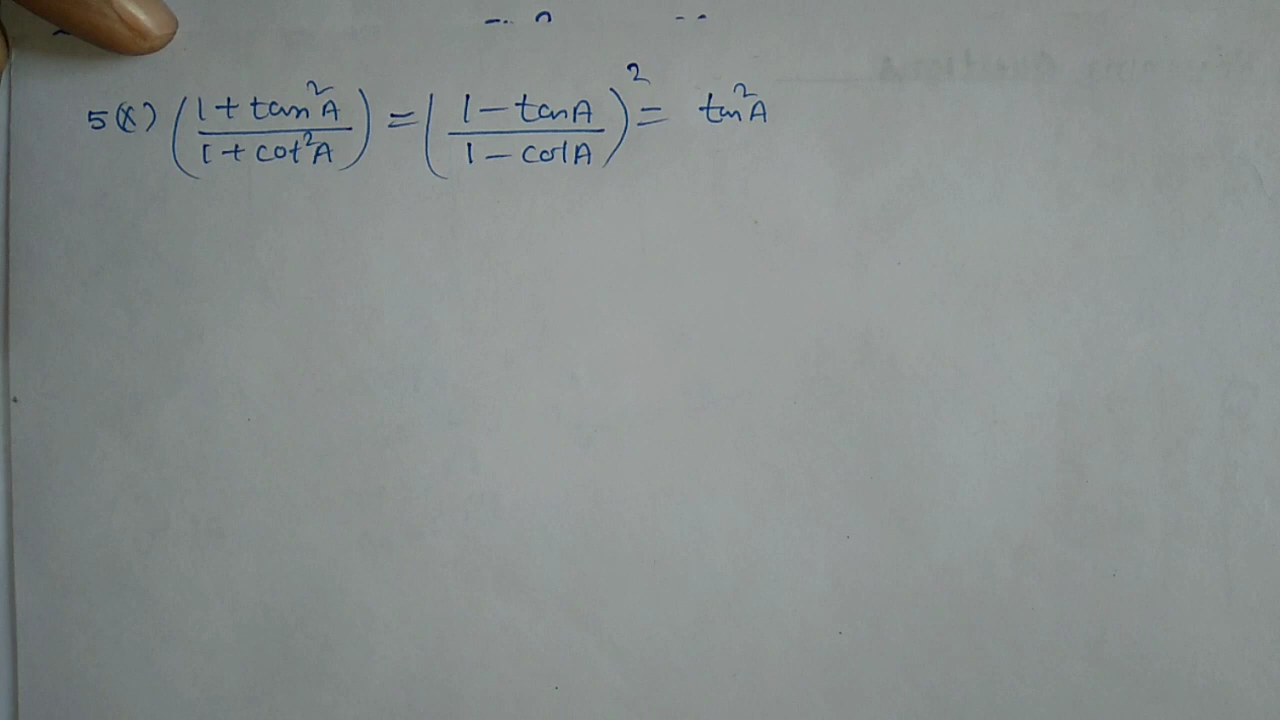 5(x) (1 + tan²A / 1 + cot²A) = (1 - tanA / 1 - cotA)² = tan²A